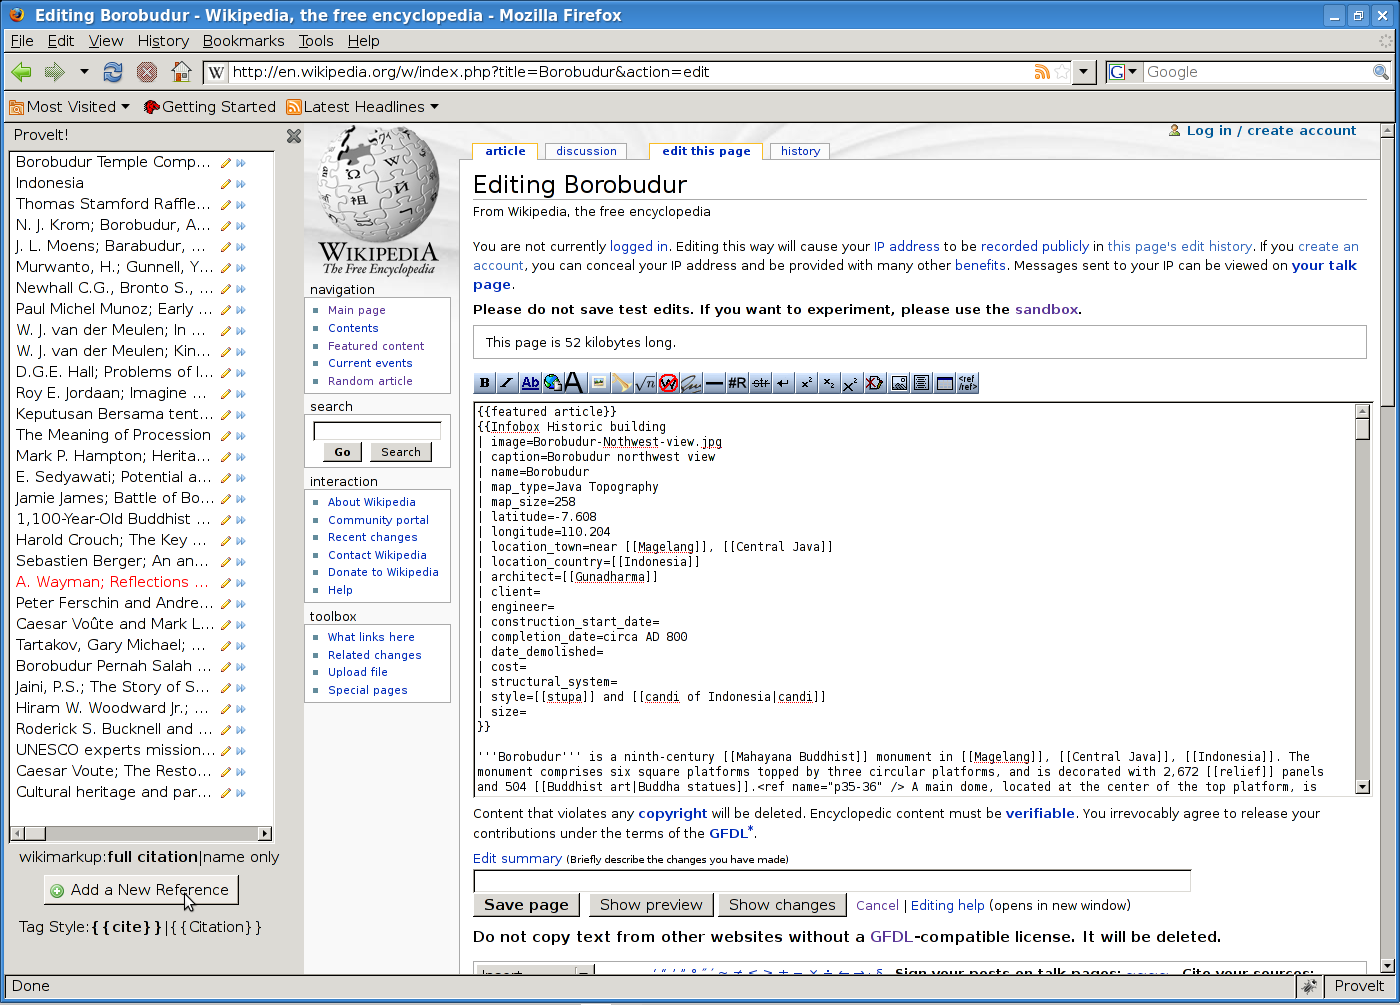 Editing Borobudur - Wikipedia, the free encyclopedia - Mozilla Firefox
File Edit View History Bookmarks Tools Help
W http://en.wikipedia.org/w/index.php?title=Borobudur&action=edit
G Google
Most Visited Getting Started Latest Headlines
ProveIt!
Borobudur Temple Comp...
Indonesia
Thomas Stamford Raffle...
N. J. Krom; Borobudur, A...
J. L. Moens; Barabudur, ...
Murwanto, H.; Gunnell, Y...
Newhall C.G., Bronto S., ...
Paul Michel Munoz; Early ...
W. J. van der Meulen; In ...
W. J. van der Meulen; Kin...
D.G.E. Hall; Problems of I...
Roy E. Jordaan; Imagine ...
Keputusan Bersama tent...
The Meaning of Procession
Mark P. Hampton; Herita...
E. Sedyawati; Potential a...
Jamie James; Battle of Bo...
1,100-Year-Old Buddhist ...
Harold Crouch; The Key ...
Sebastien Berger; An an...
A. Wayman; Reflections ...
Peter Ferschin and Andre...
Caesar Voûte and Mark L...
Tartakov, Gary Michael; ...
Borobudur Pernah Salah ...
Jaini, P.S.; The Story of S...
Hiram W. Woodward Jr.; ...
Roderick S. Bucknell and ...
UNESCO experts mission...
Caesar Voute; The Resto...
Cultural heritage and par...
wikimarkup:full citation|name only
Add a New Reference
Tag Style:{{cite}}|{{Citation}}
WIKIPEDIA
The Free Encyclopedia
navigation
Main page
Contents
Featured content
Current events
Random article
search
Go Search
interaction
About Wikipedia
Community portal
Recent changes
Contact Wikipedia
Donate to Wikipedia
Help
toolbox
What links here
Related changes
Upload file
Special pages
Log in / create account
article discussion edit this page history
Editing Borobudur
From Wikipedia, the free encyclopedia
You are not currently logged in. Editing this way will cause your IP address to be recorded publicly in this page's edit history. If you create an
account, you can conceal your IP address and be provided with many other benefits. Messages sent to your IP can be viewed on your talk
page.
Please do not save test edits. If you want to experiment, please use the sandbox.
This page is 52 kilobytes long.
B I Ab A √n W #R str x² x₂ x² <ref /ref>
{{featured article}}
{{Infobox Historic building
| image=Borobudur-Nothwest-view.jpg
| caption=Borobudur northwest view
| name=Borobudur
| map_type=Java Topography
| map_size=258
| latitude=-7.608
| longitude=110.204
| location_town=near [[Magelang]], [[Central Java]]
| location_country=[[Indonesia]]
| architect=[[Gunadharma]]
| client=
| engineer=
| construction_start_date=
| completion_date=circa AD 800
| date_demolished=
| cost=
| structural_system=
| style=[[stupa]] and [[candi of Indonesia|candi]]
| size=
}}
'''Borobudur''' is a ninth-century [[Mahayana Buddhist]] monument in [[Magelang]], [[Central Java]], [[Indonesia]]. The
monument comprises six square platforms topped by three circular platforms, and is decorated with 2,672 [[relief]] panels
and 504 [[Buddhist art|Buddha statues]].<ref name="p35-36" /> A main dome, located at the center of the top platform, is
Content that violates any copyright will be deleted. Encyclopedic content must be verifiable. You irrevocably agree to release your
contributions under the terms of the GFDL*.
Edit summary (Briefly describe the changes you have made)
Save page Show preview Show changes Cancel | Editing help (opens in new window)
Do not copy text from other websites without a GFDL-compatible license. It will be deleted.
Insert Sign your posts on talk pages: Cite your sources:
Done ProveIt